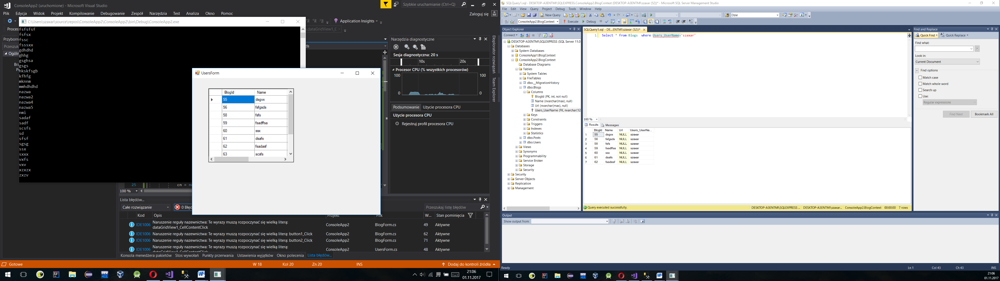 ConsoleApp2 (uruchomione) - Microsoft Visual Studio
Szybkie uruchamianie (Ctrl+Q)
Plik Edycja Widok Projekt Kompilowanie Debugowanie Zespół Narzędzia Test Analiza Okno Pomoc
Zaloguj się
C:\Users\szaxar\source\repos\ConsoleApp2\ConsoleApp2\bin\Debug\ConsoleApp2.exe
Application Insights
Proces
.dataGridView1_C
fsfsfsf
fsfsx
fssc
fsssxx
gdhdhd
ghhg
gsghsa
gsgs
hkskfsgb
kfhfg
mknnm
mmhdhdhd
nazwa
nazwa2
nazwa4
nazwa5
nmi
sadaf
sadf
scsfs
sd
sfsf
sgsg
ssx
sxxx
vxfs
vxv
xzxzx
zxzv
Przybor
Przeszuk
Ogóln
UsersForm
BlogId Name
55 dsgvx
56 fsfgsds
58 fsfs
59 fsadffsa
60 ssx
61 dsafs
62 fsadasf
63 scsfs
25 cn = ne
100 %
Narzędzia diagnostyczne
Sesja diagnostyczna: 20 s
10s 20s
Procesor CPU (% wszystkich procesorów)
100 100
0 0
Podsumowanie Użycie procesora CPU
Użycie procesora CPU
Rejestruj profil procesora CPU
Eksplorator rozwiązań
Team Explorer
Lista błędów...
Całe rozwiązanie
0 Błęd
Przeszukaj listę błędów
Kod Opis Projekt Plik W... Stan pominięcia
IDE1006 Naruszenie reguły nazewnictwa: Te wyrazy muszą rozpoczynać się wielką literą: ConsoleApp2 BlogForm.cs 49 Aktywne
dataGridView1_CellContentClick
IDE1006 Naruszenie reguły nazewnictwa: Te wyrazy muszą rozpoczynać się wielką literą: button1_Click ConsoleApp2 BlogForm.cs 62 Aktywne
IDE1006 Naruszenie reguły nazewnictwa: Te wyrazy muszą rozpoczynać się wielką literą: button2_Click ConsoleApp2 BlogForm.cs 71 Aktywne
IDE1006 Naruszenie reguły nazewnictwa: Te wyrazy muszą rozpoczynać się wielką literą: ConsoleApp2 UsersForm.cs 48 Aktywne
dataGridView1_CellContentClick
Konsola menedżera pakietów Stos wywołań Punkty przerwania Ustawienia wyjątków Okno polecenia Lista błędów...
Gotowe W 18 Kol 20 Zn 20 INS Dodaj do kontroli źródła
21:06
01.11.2017
SQLQuery1.sql - DESKTOP-A3ENTMI\SQLEXPRESS.ConsoleApp2.BlogContext (DESKTOP-A3ENTMI\szaxar (52))* - Microsoft SQL Server Management Studio
File Edit View Query Project Debug Tools Window Help
New Query Dzie
ConsoleApp2.BlogContext Execute Debug
Object Explorer
Connect
DESKTOP-A3ENTMI\SQLEXPRESS (SQL Server 11.0
Databases
System Databases
ConsoleApp1.BlogContext
ConsoleApp2.BlogContext
Database Diagrams
Tables
System Tables
FileTables
dbo.__MigrationHistory
dbo.Blogs
Columns
BlogId (PK, int, not null)
Name (nvarchar(max), null)
Url (nvarchar(max), null)
Users_UserName (FK, nvarchar(12
Keys
Constraints
Triggers
Indexes
Statistics
dbo.Posts
dbo.Users
Views
Synonyms
Programmability
Service Broker
Storage
Security
Security
Server Objects
Replication
Management
SQLQuery1.sql - DE...ENTMI\szaxar (52))*
1 Select * from Blogs where Users_UserName='szaxar'
100 %
Results Messages
BlogId Name Url Users_UserNa...
1 55 dsgvx NULL szaxar
2 56 fsfgsds NULL szaxar
3 58 fsfs NULL szaxar
4 59 fsadffsa NULL szaxar
5 60 ssx NULL szaxar
6 61 dsafs NULL szaxar
7 62 fsadasf NULL szaxar
Query executed successfully. DESKTOP-A3ENTMI\SQLEXPRESS ... DESKTOP-A3ENTMI\szaxar... ConsoleApp2.BlogContext 00:00:00 7 rows
Find and Replace
Quick Find Quick Replace
Find what:
Look in:
Current Document
Find options
Match case
Match whole word
Search up
Use:
Regular expressions
Find Next Bookmark All
Output
Show output from:
Ready Ln 1 Col 43 Ch 43 INS
21:06
01.11.2017